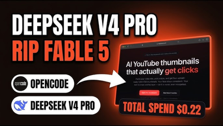 DEEPSEEK V4 PRO
RIP FABLE 5
OPENCODE
DEEPSEEK V4 PRO
AI YouTube thumbnails
that actually get clicks
TOTAL SPEND $0.22